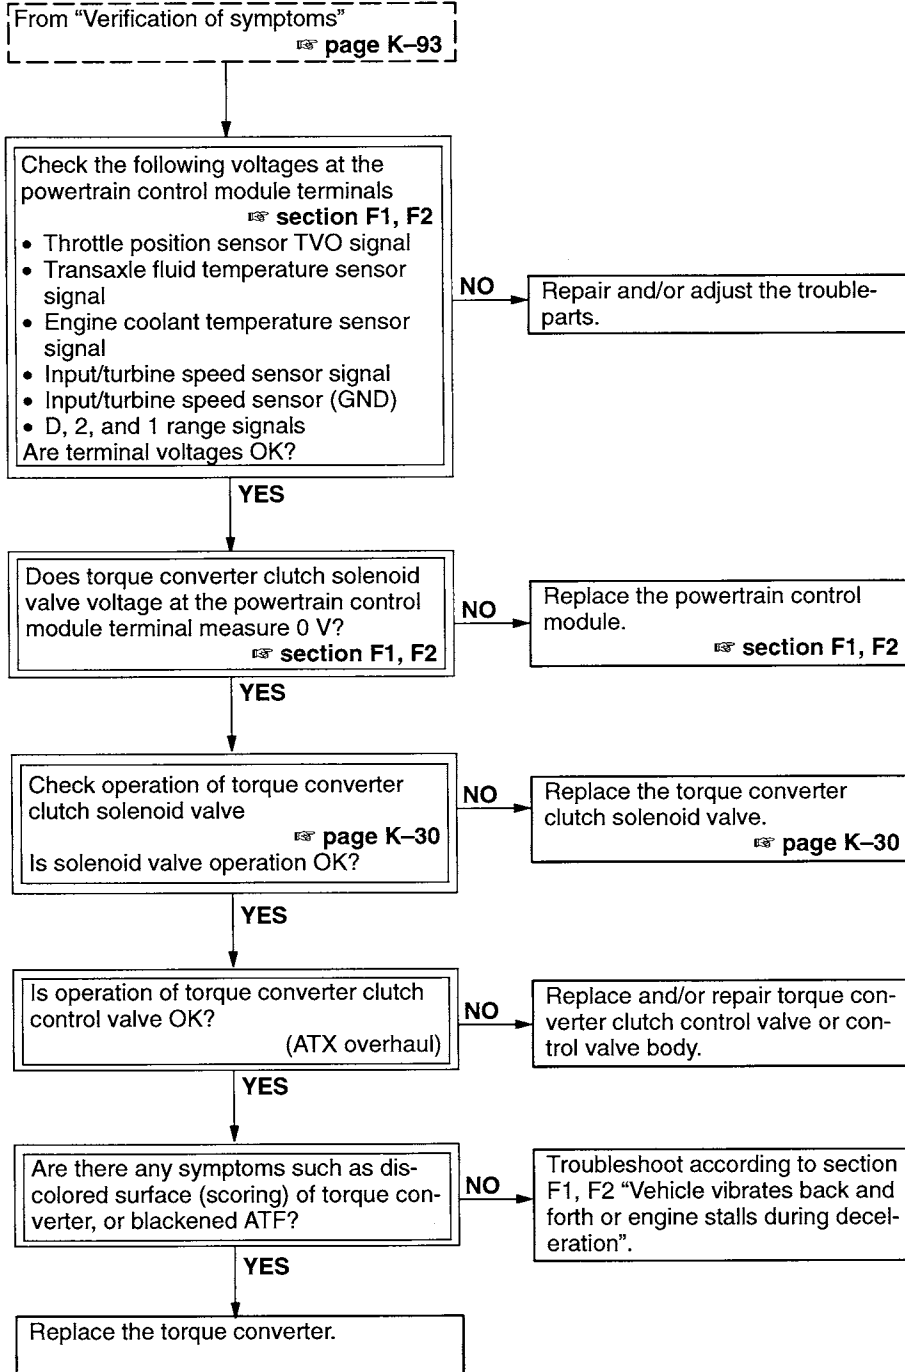 From “Verification of symptoms”
☞ page K–93
Check the following voltages at the
powertrain control module terminals
☞ section F1, F2
• Throttle position sensor TVO signal
• Transaxle fluid temperature sensor
signal
• Engine coolant temperature sensor
signal
• Input/turbine speed sensor signal
• Input/turbine speed sensor (GND)
• D, 2, and 1 range signals
Are terminal voltages OK?
NO
Repair and/or adjust the trouble-
parts.
YES
Does torque converter clutch solenoid
valve voltage at the powertrain control
module terminal measure 0 V?
☞ section F1, F2
NO
Replace the powertrain control
module.
☞ section F1, F2
YES
Check operation of torque converter
clutch solenoid valve
☞ page K–30
Is solenoid valve operation OK?
NO
Replace the torque converter
clutch solenoid valve.
☞ page K–30
YES
Is operation of torque converter clutch
control valve OK?
(ATX overhaul)
NO
Replace and/or repair torque con-
verter clutch control valve or con-
trol valve body.
YES
Are there any symptoms such as dis-
colored surface (scoring) of torque con-
verter, or blackened ATF?
NO
Troubleshoot according to section
F1, F2 “Vehicle vibrates back and
forth or engine stalls during decel-
eration”.
YES
Replace the torque converter.